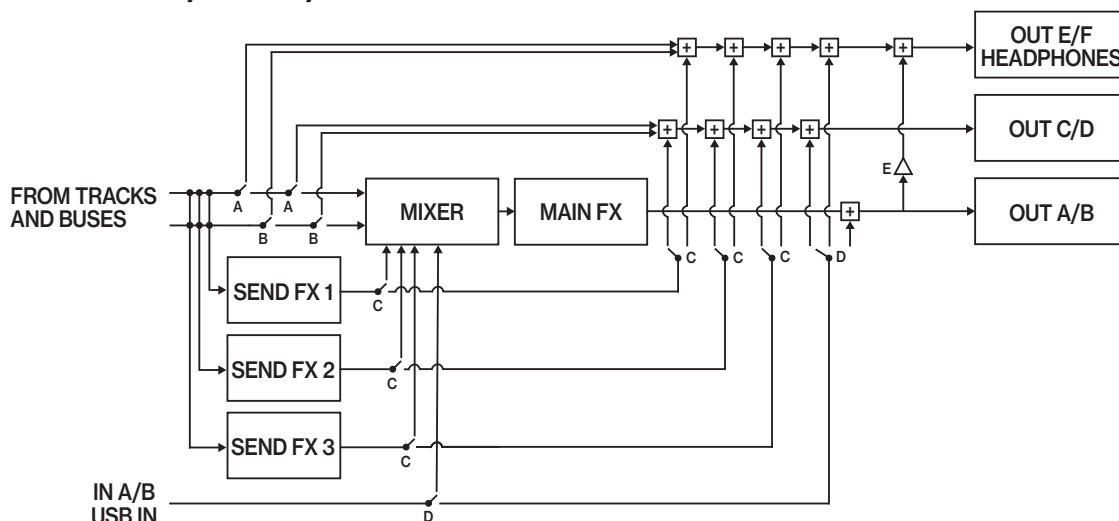 OUT E/F
HEADPHONES
+ + + + +
OUT C/D
+ + + +
E
FROM TRACKS
AND BUSES
A A
B B
MIXER
MAIN FX
+
OUT A/B
C C C D
SEND FX 1
C
SEND FX 2
C
SEND FX 3
C
IN A/B
USB IN
D